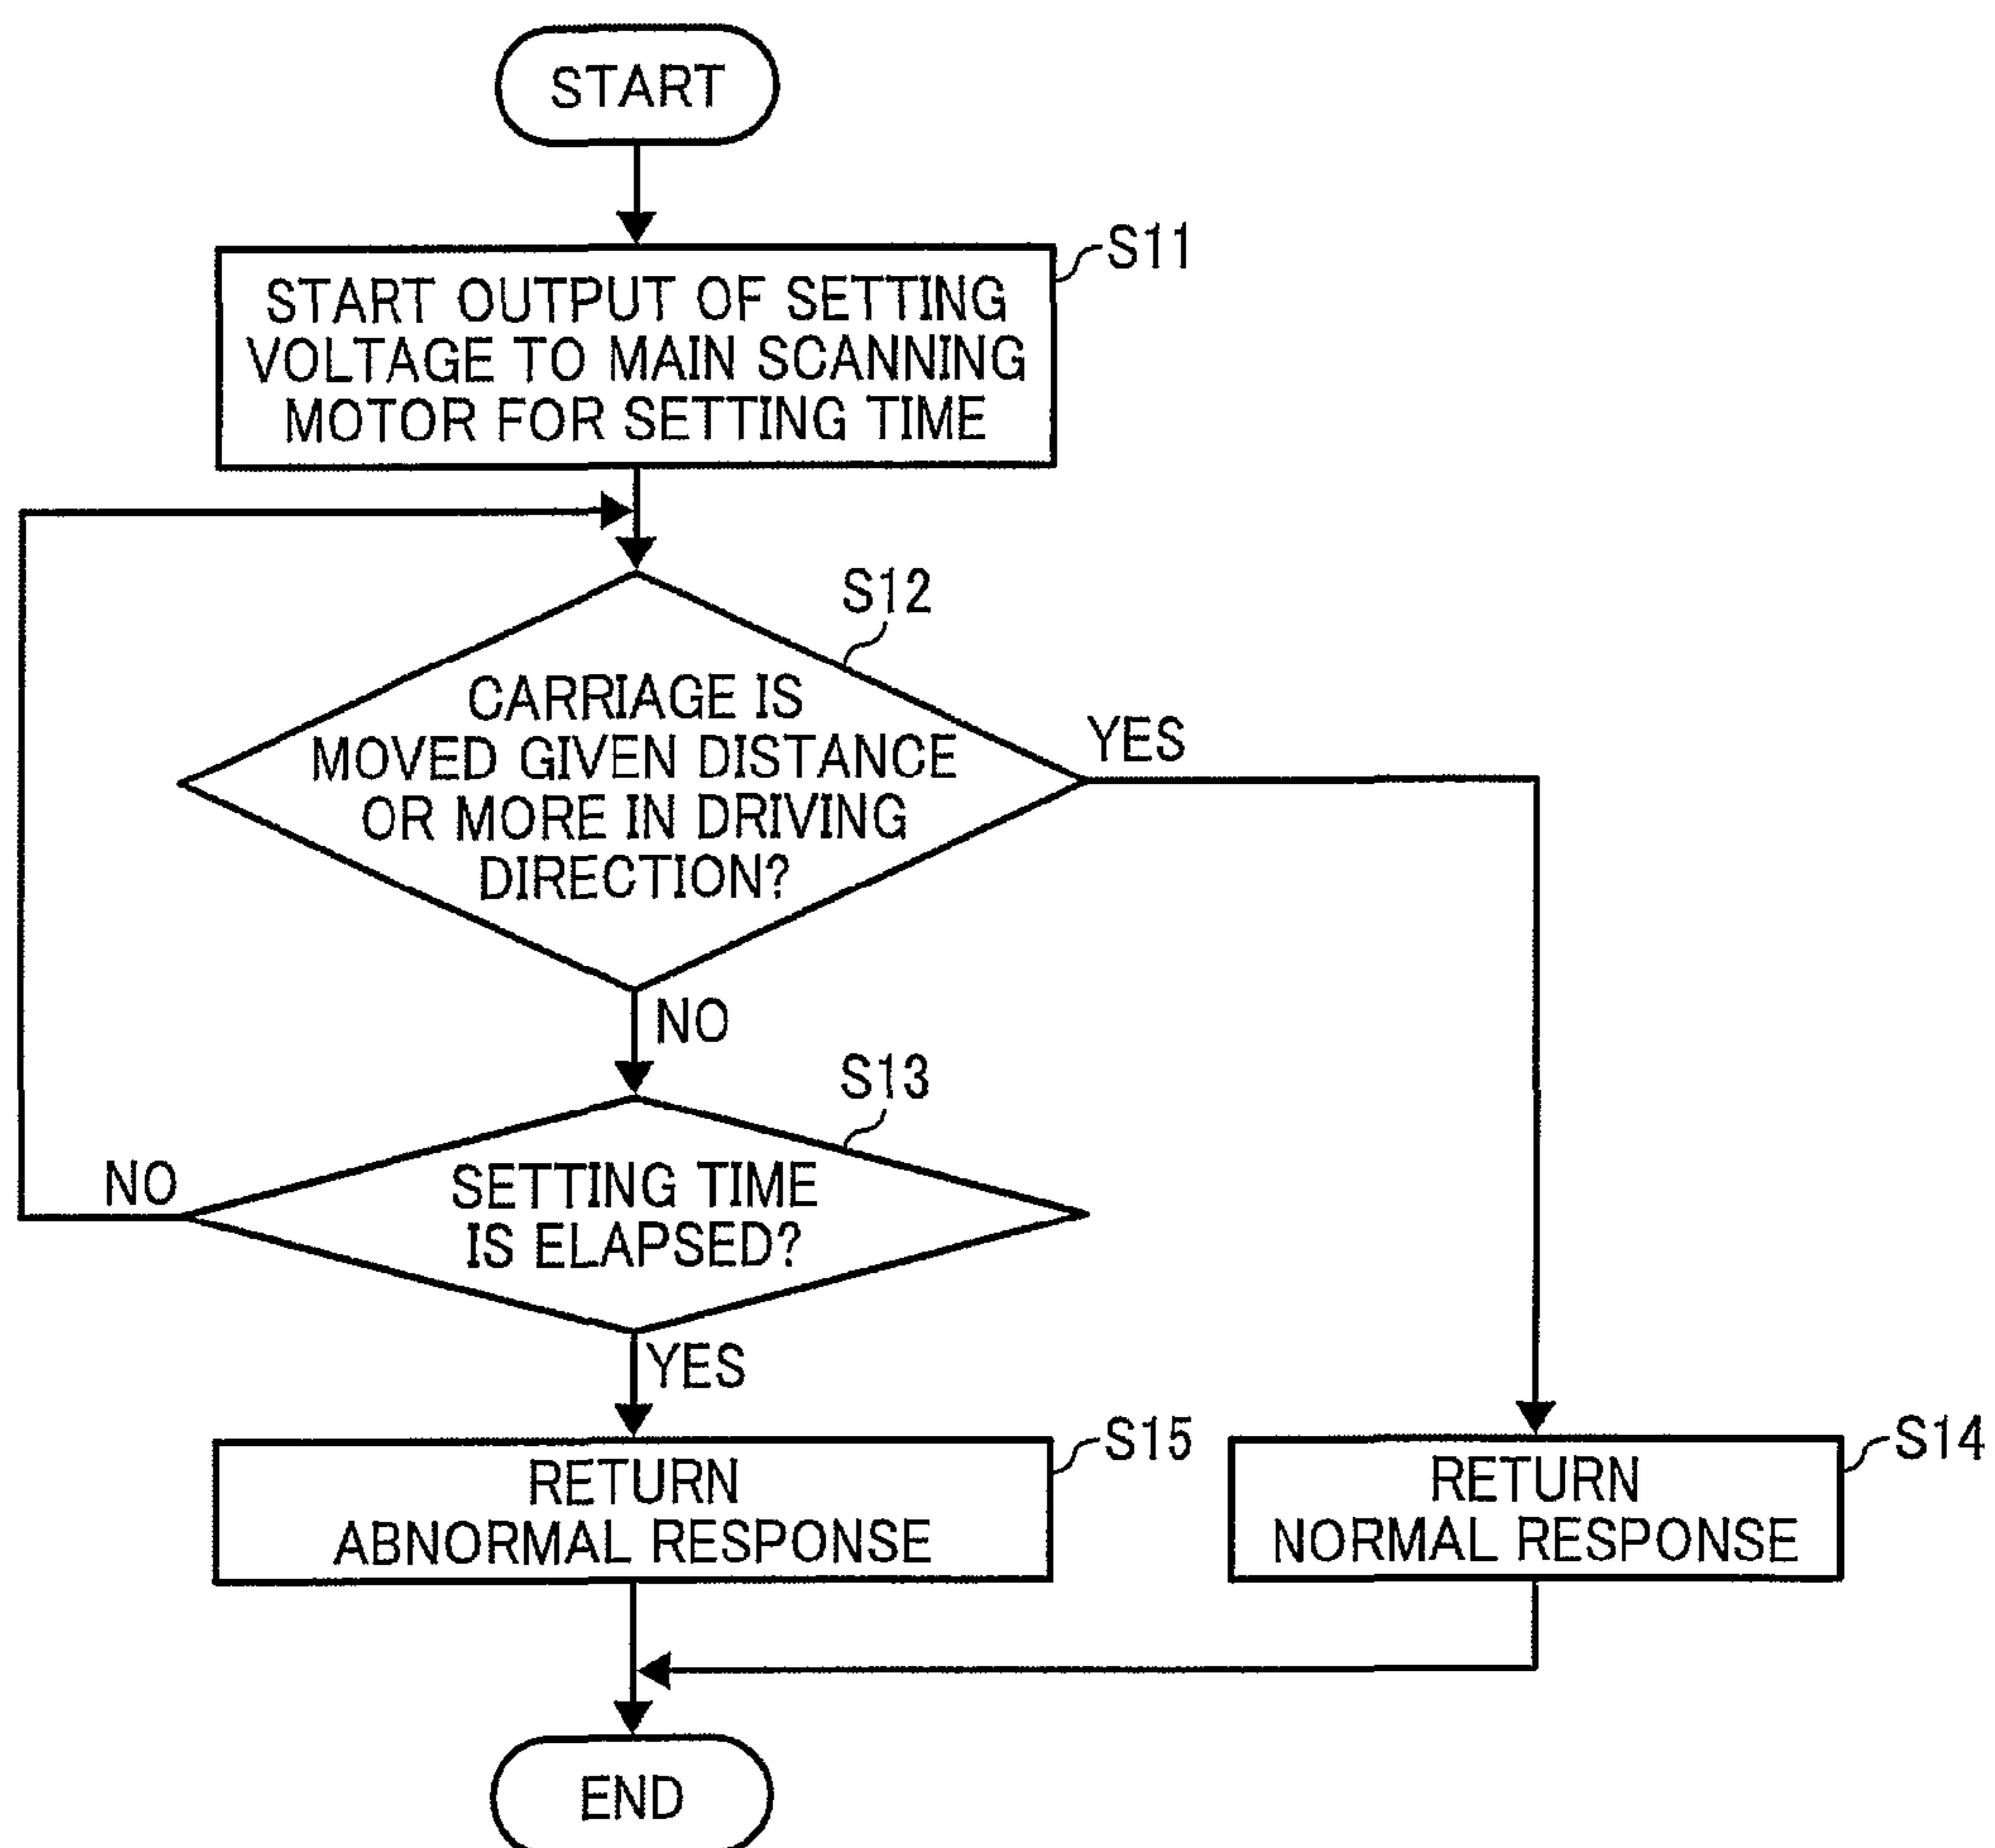 START
S11
START OUTPUT OF SETTING
VOLTAGE TO MAIN SCANNING
MOTOR FOR SETTING TIME
S12
CARRIAGE IS
MOVED GIVEN DISTANCE
OR MORE IN DRIVING
DIRECTION?
YES
NO
S13
SETTING TIME
IS ELAPSED?
NO
YES
S15
RETURN
ABNORMAL RESPONSE
S14
RETURN
NORMAL RESPONSE
END